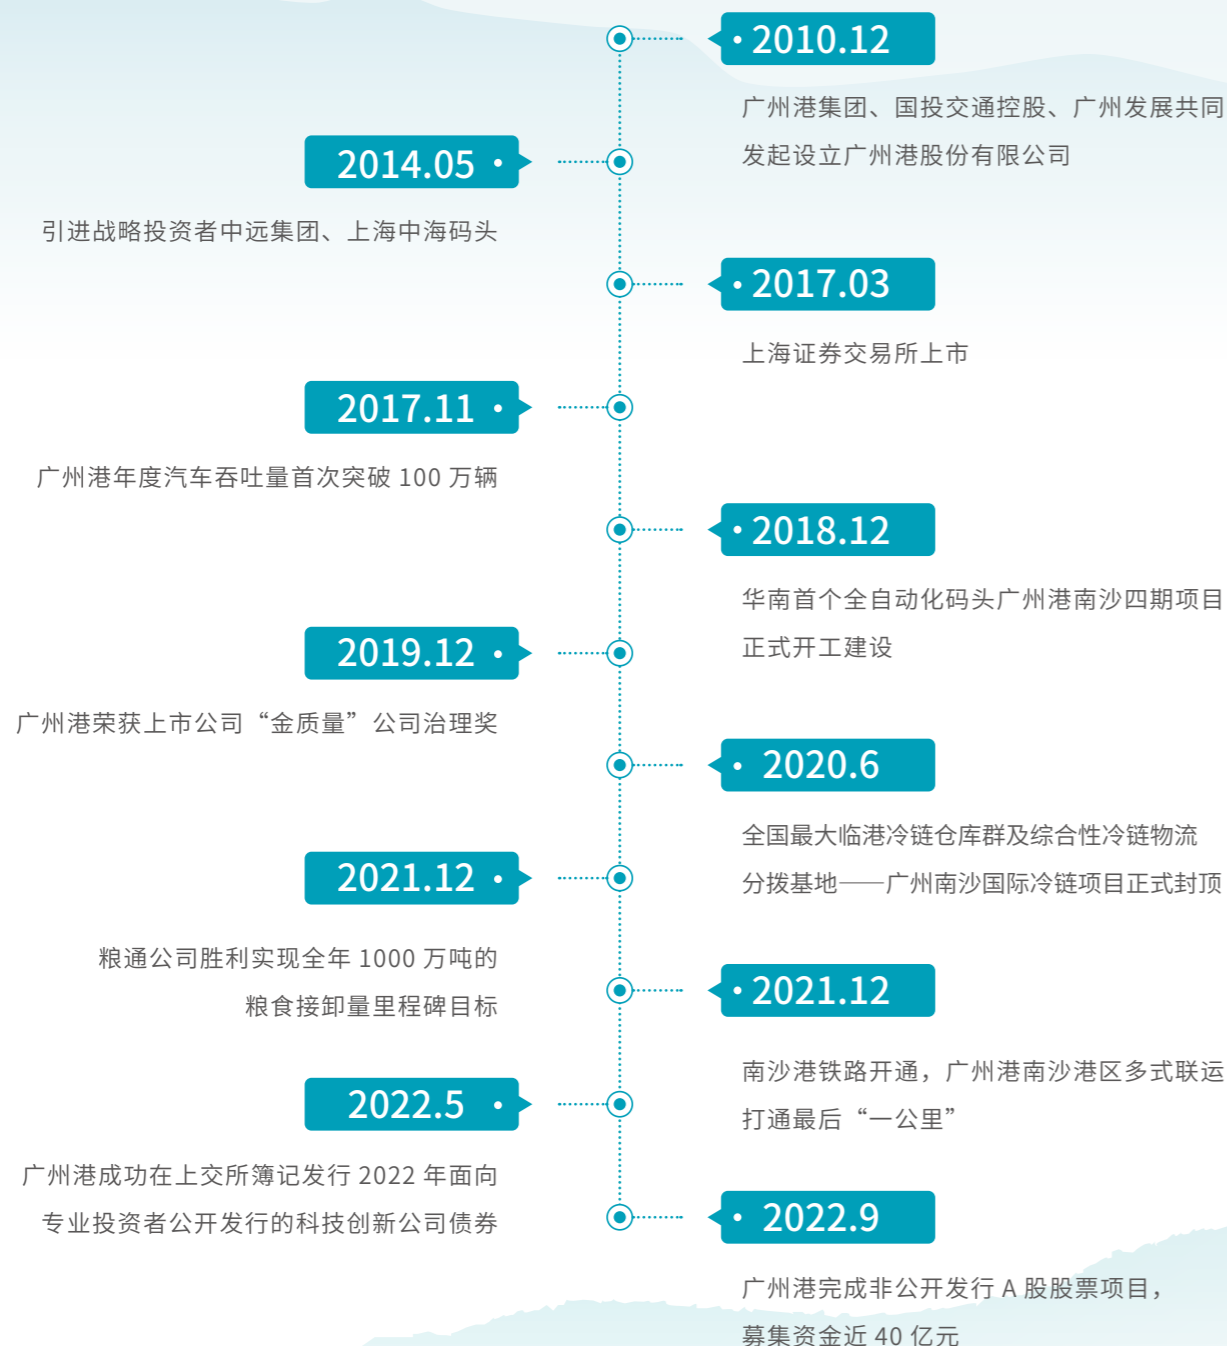 2010.12
广州港集团、国投交通控股、广州发展共同
发起设立广州港股份有限公司
2014.05
引进战略投资者中远集团、上海中海码头
2017.03
上海证券交易所上市
2017.11
广州港年度汽车吞吐量首次突破 100 万辆
2018.12
华南首个全自动化码头广州港南沙四期项目
正式开工建设
2019.12
广州港荣获上市公司“金质量”公司治理奖
2020.6
全国最大临港冷链仓库群及综合性冷链物流
分拨基地——广州南沙国际冷链项目正式封顶
2021.12
粮通公司胜利实现全年 1000 万吨的
粮食接卸量里程碑目标
2021.12
南沙港铁路开通，广州港南沙港区多式联运
打通最后“一公里”
2022.5
广州港成功在上交所簿记发行 2022 年面向
专业投资者公开发行的科技创新公司债券
2022.9
广州港完成非公开发行 A 股股票项目，
募集资金近 40 亿元